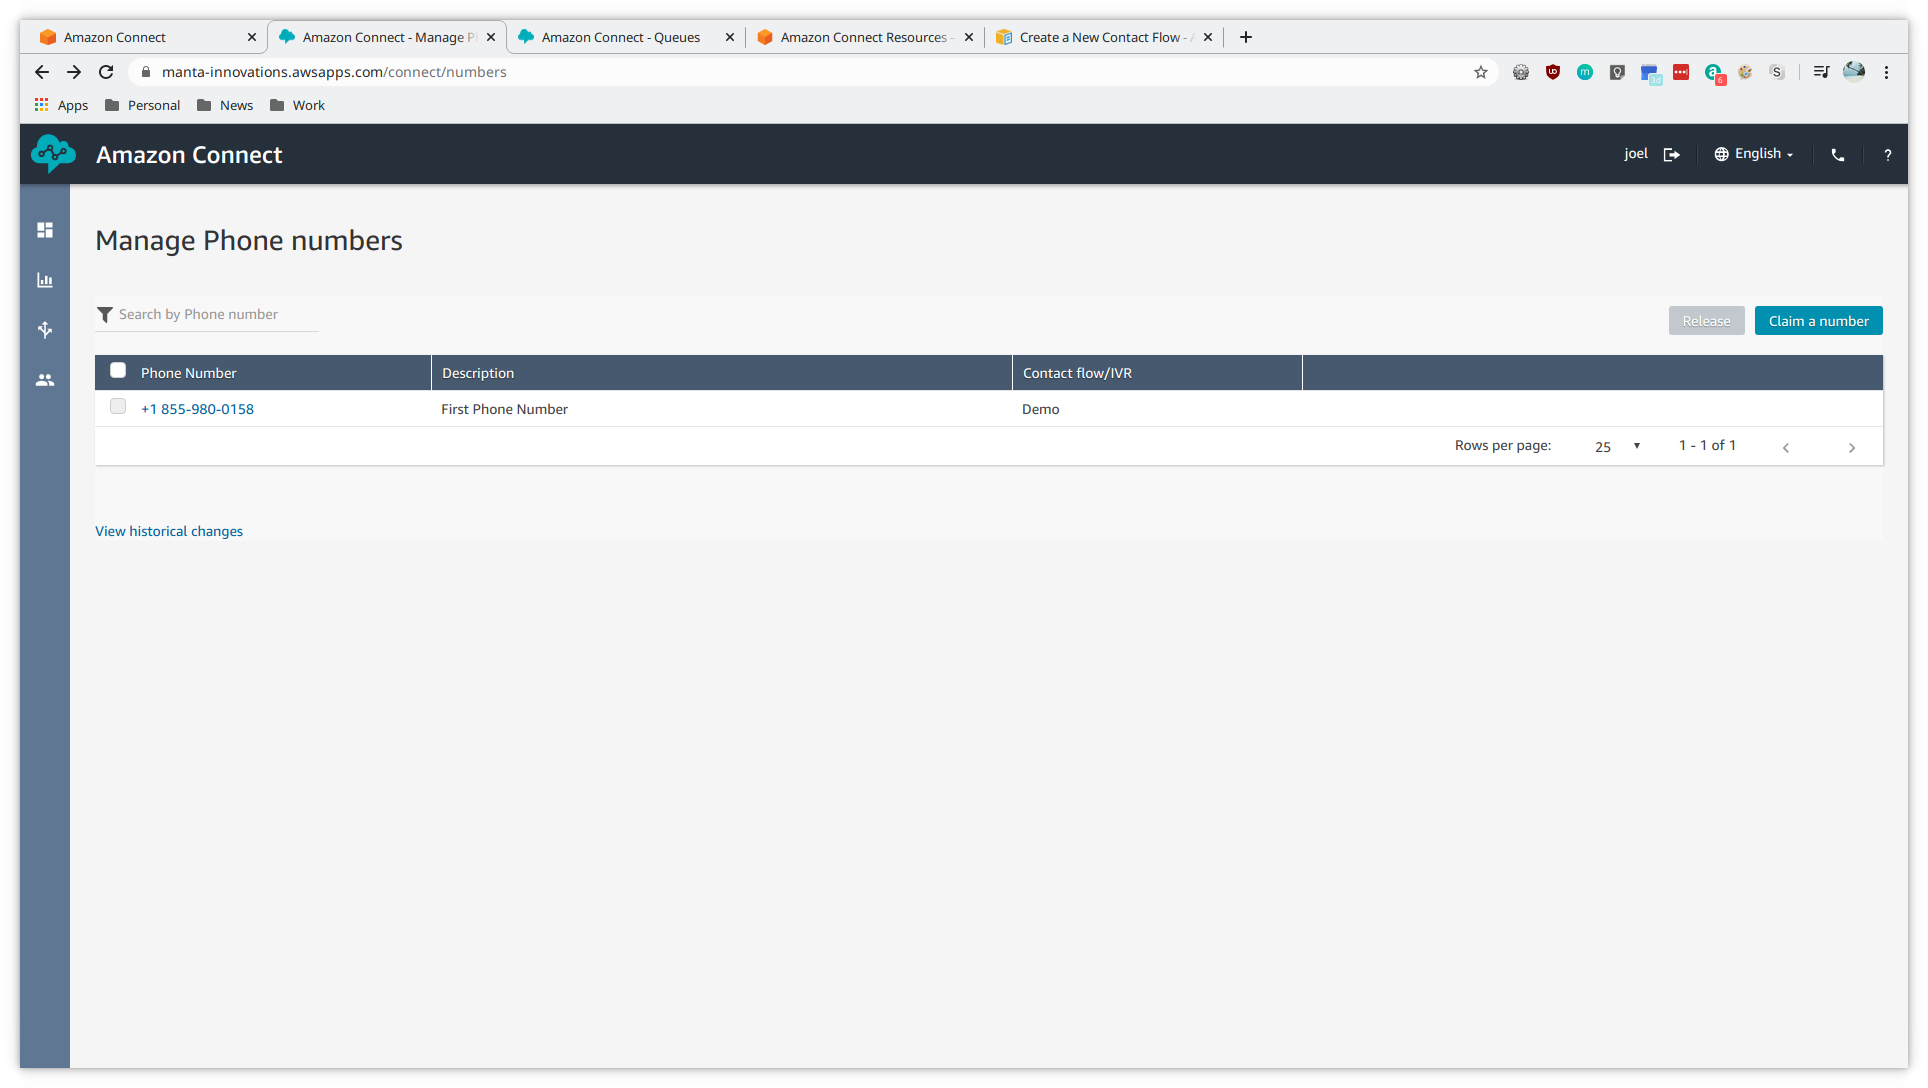 Amazon Connect
Amazon Connect - Manage P
Amazon Connect - Queues
Amazon Connect Resources -
Create a New Contact Flow -
manta-innovations.awsapps.com/connect/numbers
Apps
Personal
News
Work
Amazon Connect
joel
English
?
Manage Phone numbers
Search by Phone number
Release
Claim a number
Phone Number
Description
Contact flow/IVR
+1 855-980-0158
First Phone Number
Demo
Rows per page:
25
1 - 1 of 1
View historical changes